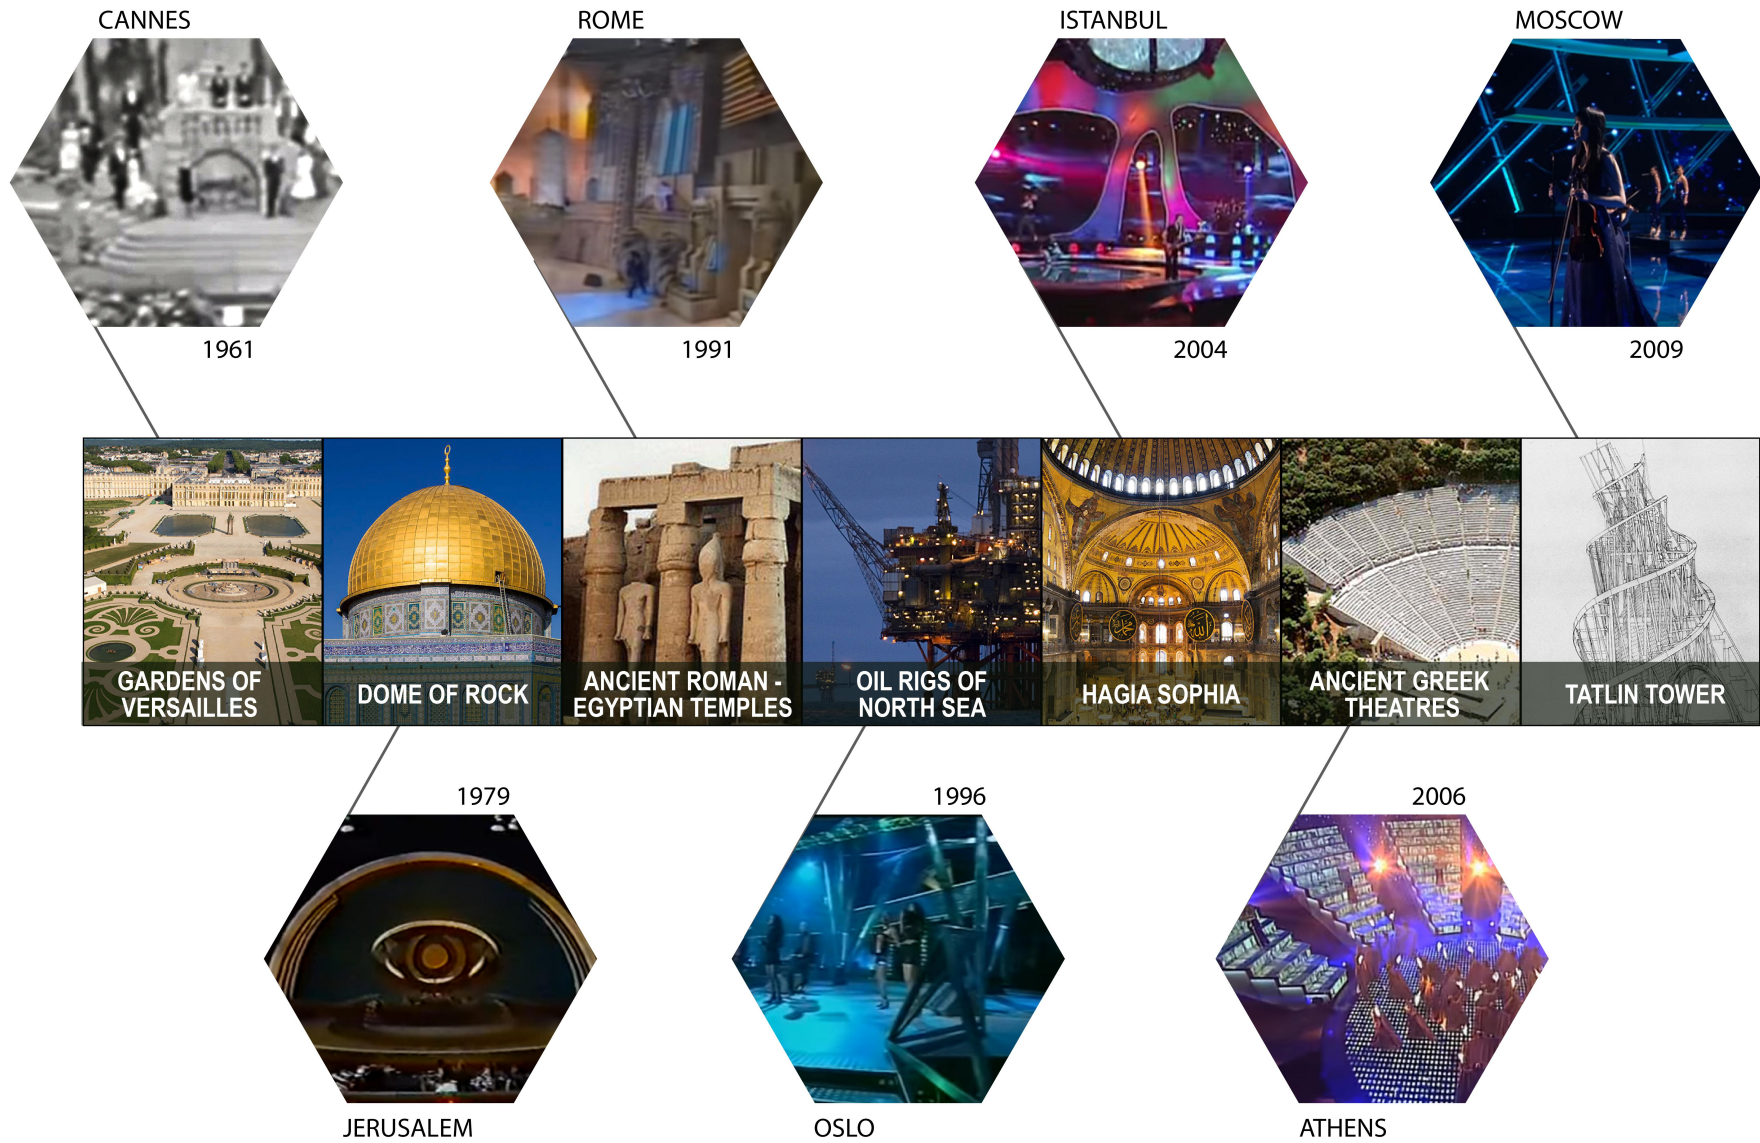 CANNES
ROME
ISTANBUL
MOSCOW
1961
1991
2004
2009
GARDENS OF
VERSAILLES
DOME OF ROCK
ANCIENT ROMAN -
EGYPTIAN TEMPLES
OIL RIGS OF
NORTH SEA
HAGIA SOPHIA
ANCIENT GREEK
THEATRES
TATLIN TOWER
1979
1996
2006
JERUSALEM
OSLO
ATHENS